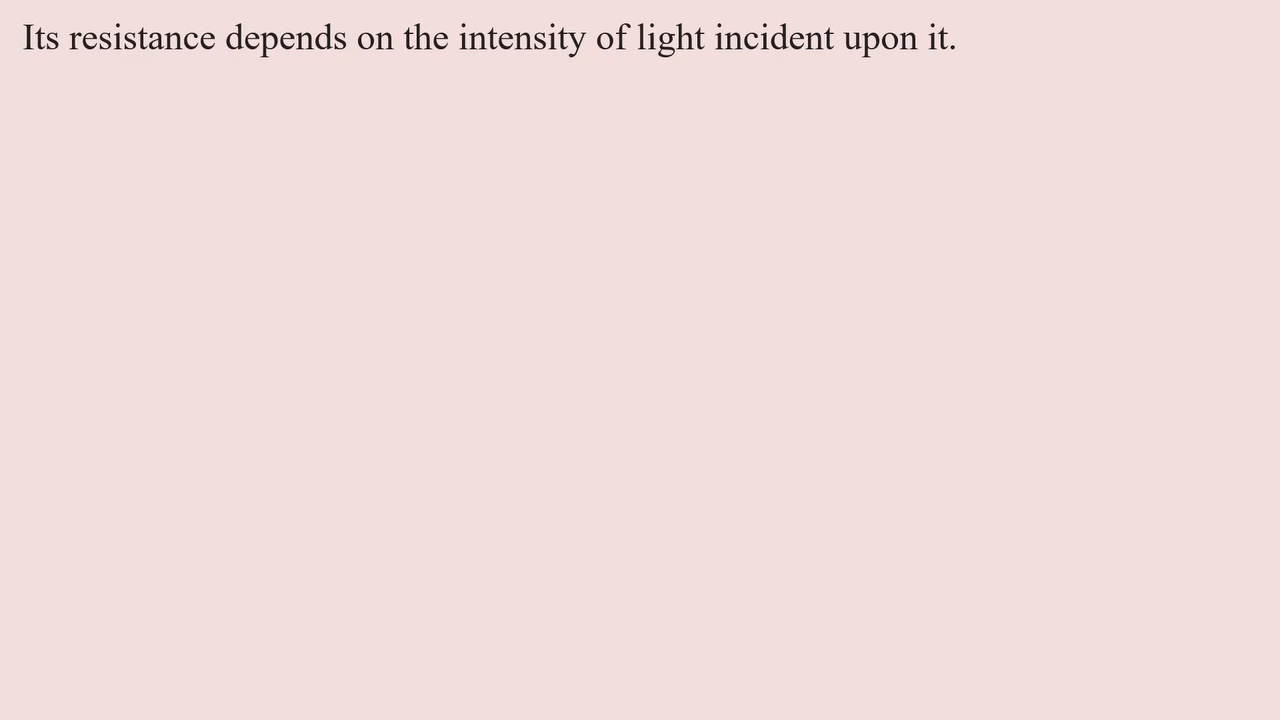 Its resistance depends on the intensity of light incident upon it.